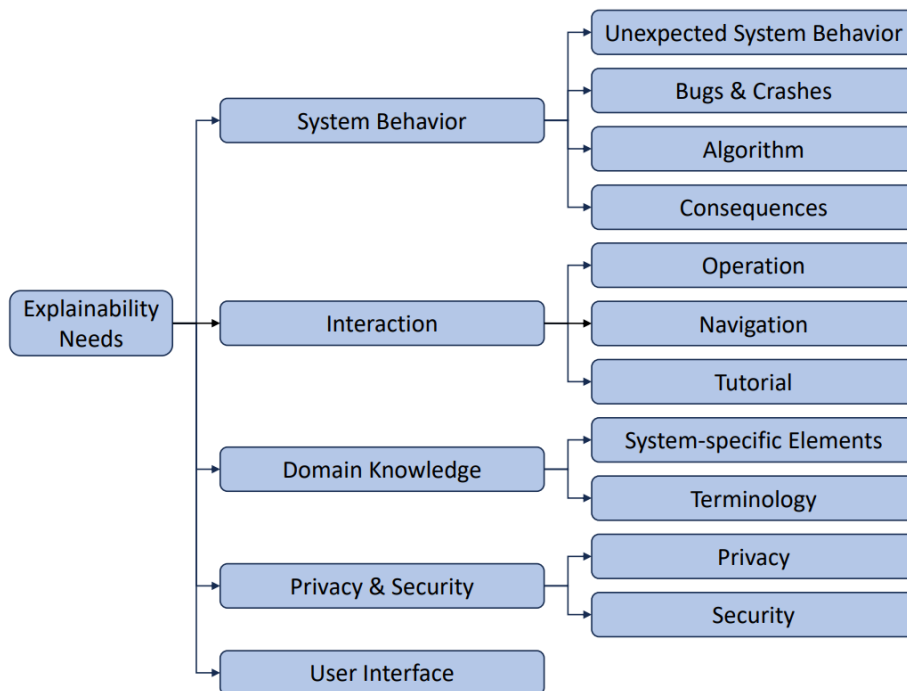 Unexpected System Behavior
Bugs & Crashes
System Behavior
Algorithm
Consequences
Operation
Explainability
Needs
Interaction
Navigation
Tutorial
System-specific Elements
Domain Knowledge
Terminology
Privacy
Privacy & Security
Security
User Interface